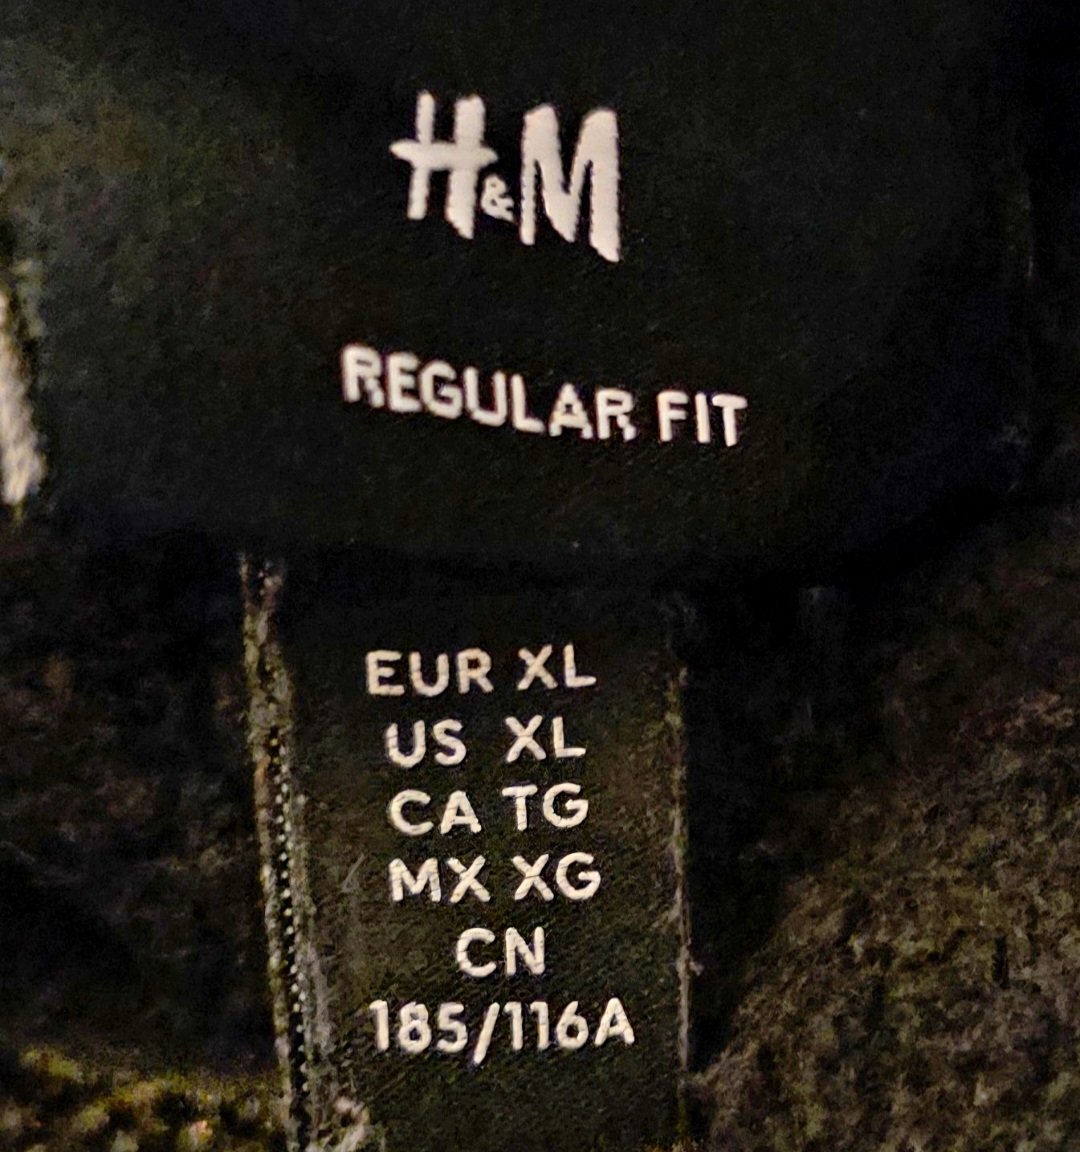 H&M
REGULAR FIT
EUR XL
US XL
CA TG
MX XG
CN
185/116A